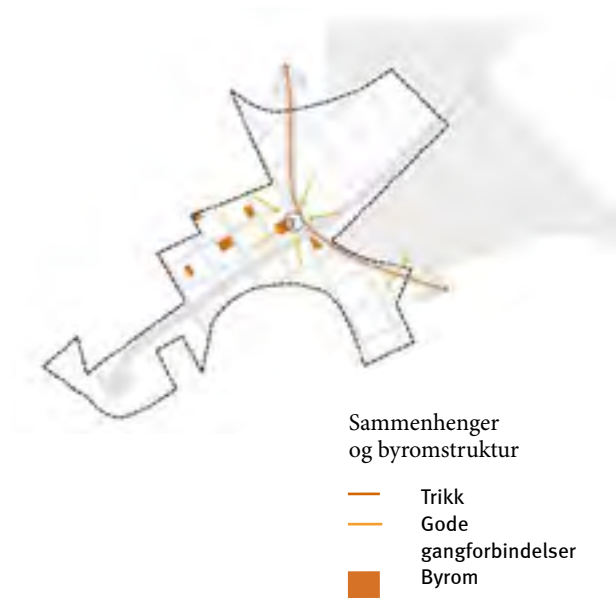 Sammenhenger
og byromstruktur
Trikk
Gode
gangforbindelser
Byrom